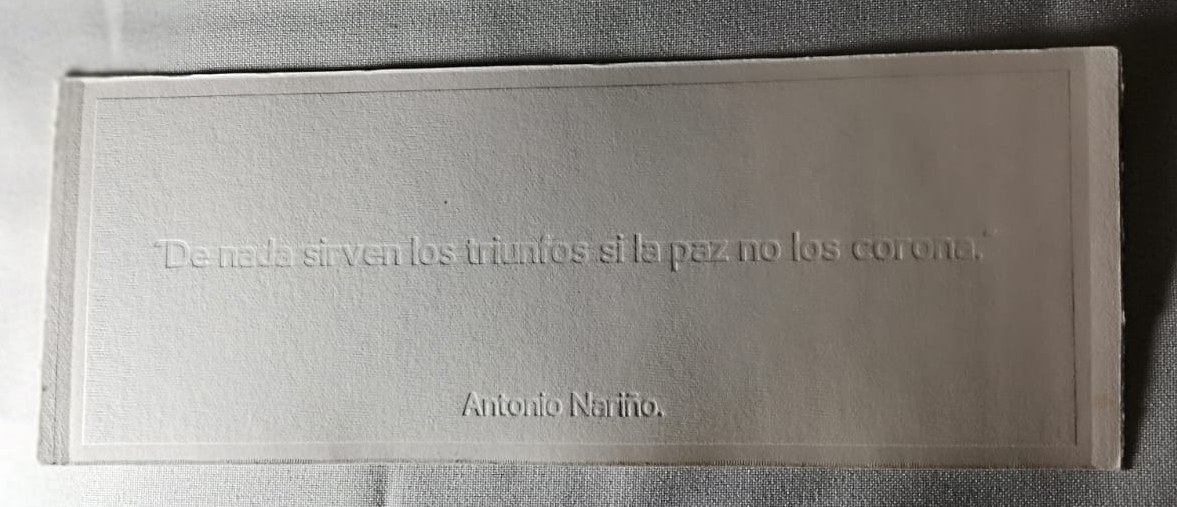 "De nada sirven los triunfos si la paz no los corona."
Antonio Nariño.